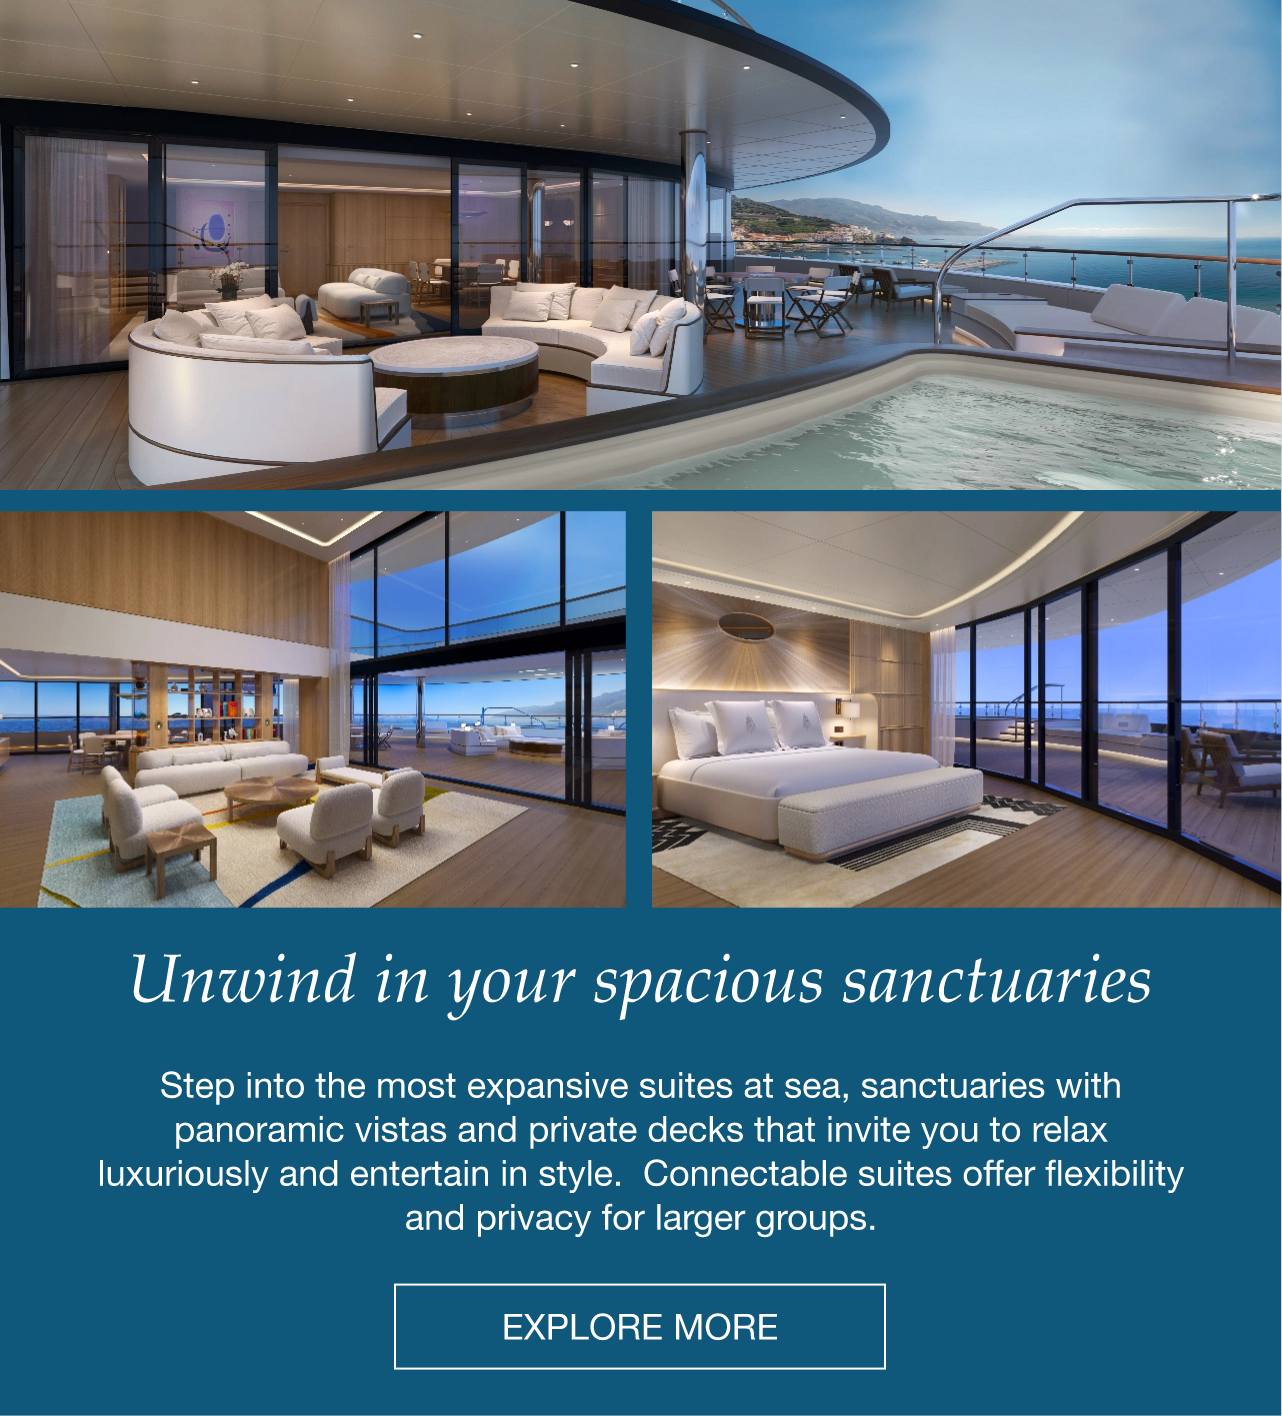 Unwind in your spacious sanctuaries
Step into the most expansive suites at sea, sanctuaries with
panoramic vistas and private decks that invite you to relax
luxuriously and entertain in style.  Connectable suites offer flexibility
and privacy for larger groups.
EXPLORE MORE